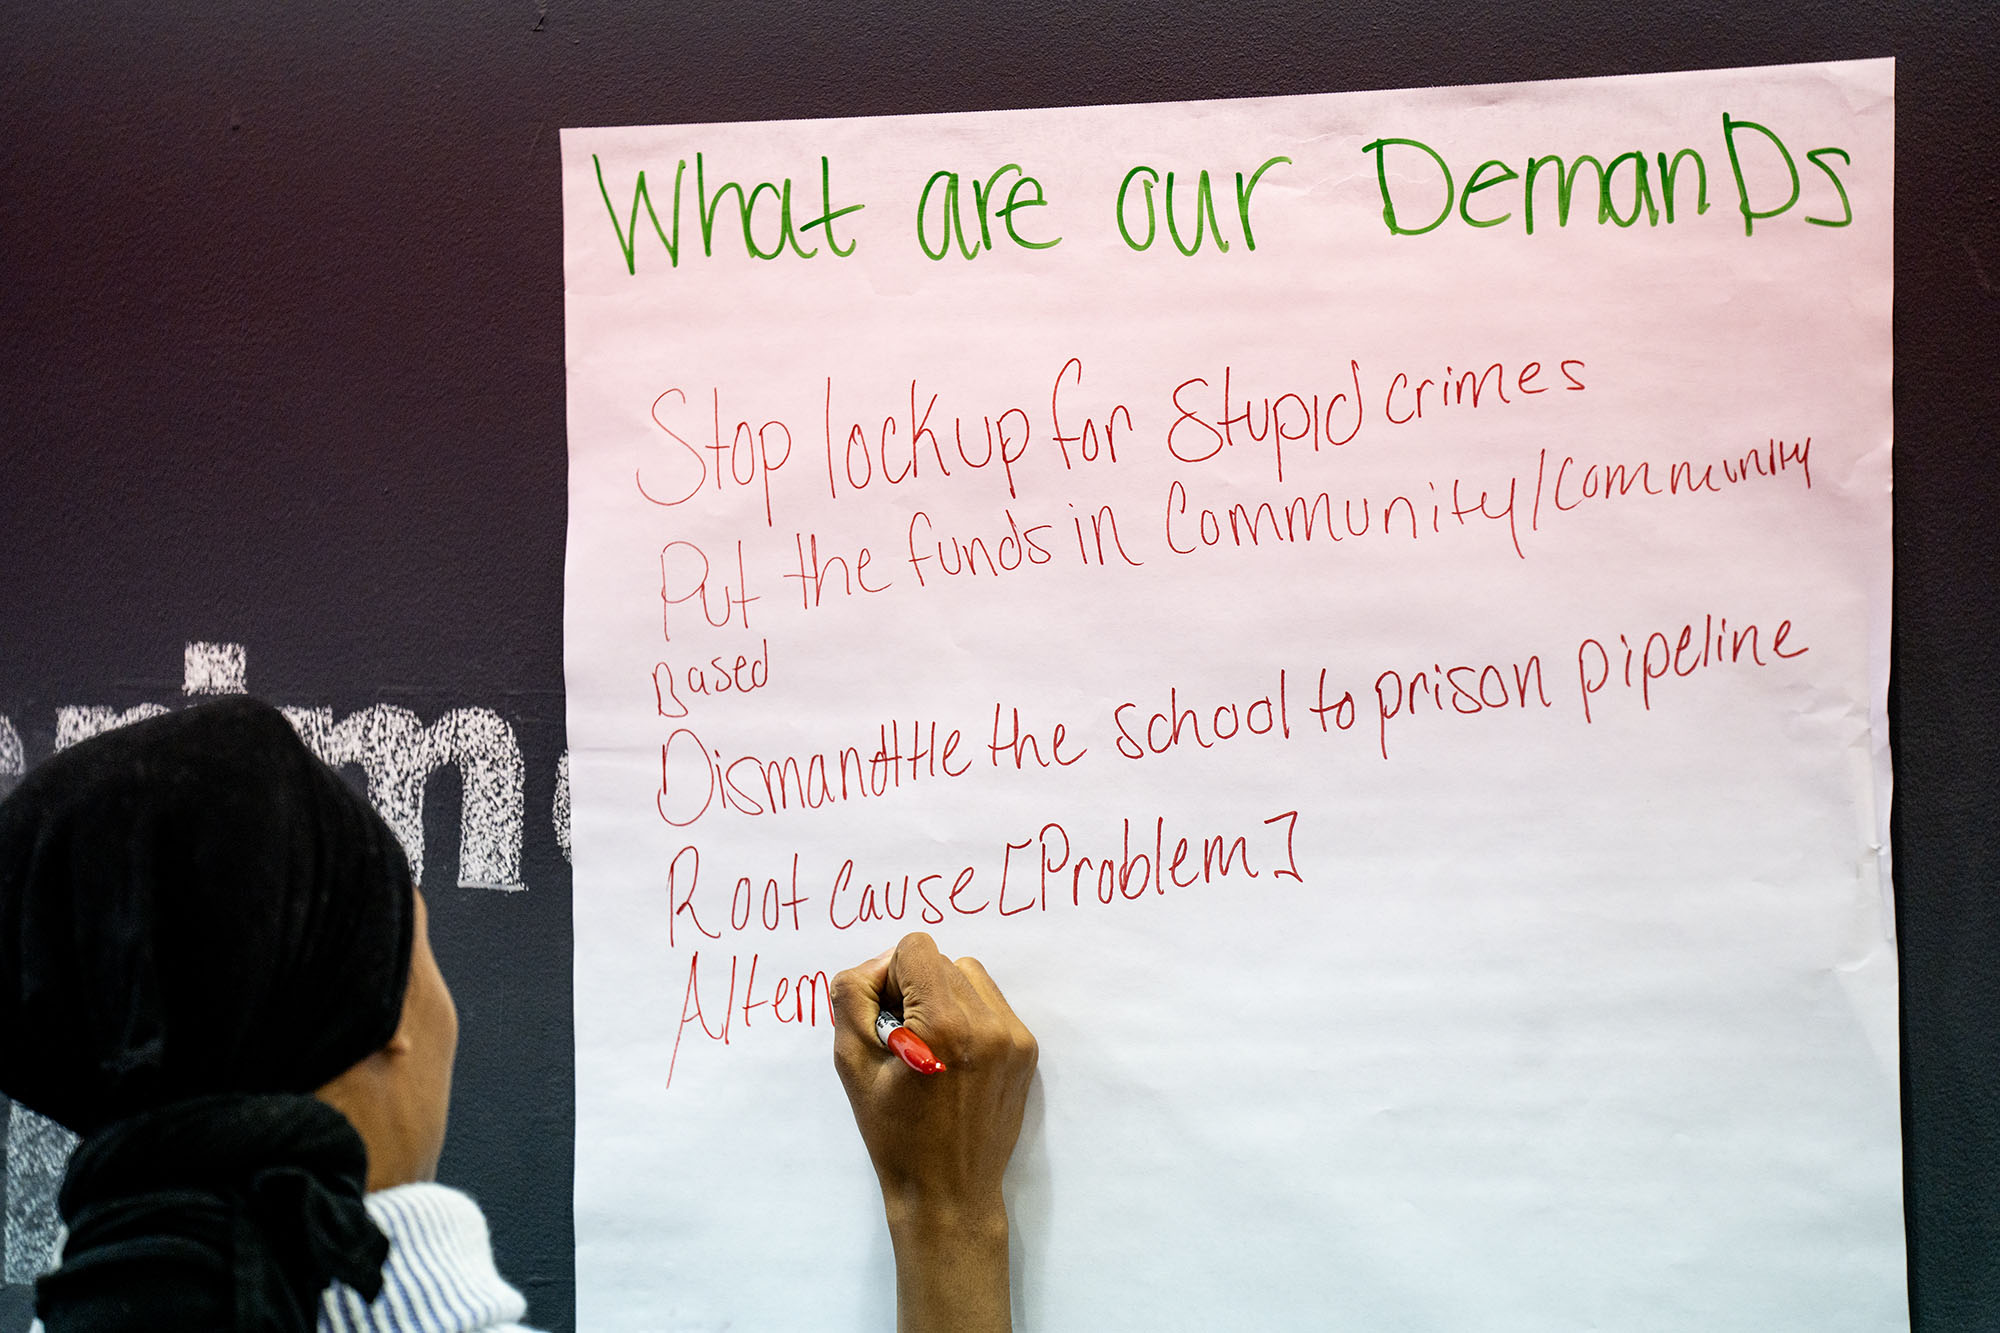 What are our DemanDs
Stop lockup for Stupid crimes
Put the funds in Community/Community
Based
Dismandttle the school to prison pipeline
Root cause [Problem]
Altern